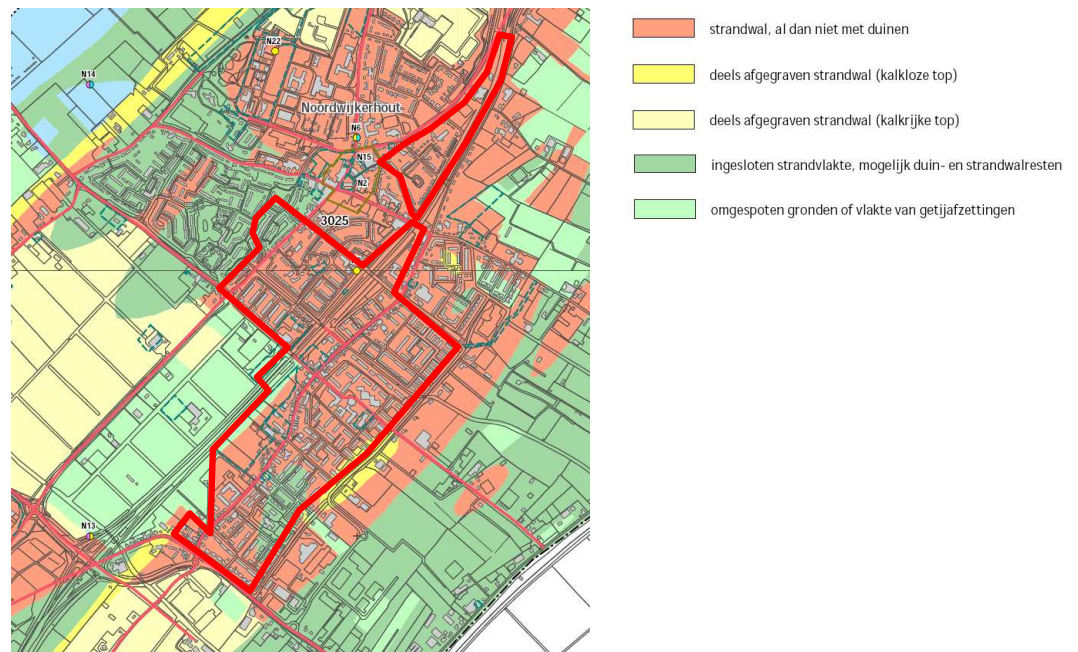 N22
N14
Noordwijkerhout
N6
N15
N2
3025
N13
strandwal, al dan niet met duinen
deels afgegraven strandwal (kalkloze top)
deels afgegraven strandwal (kalkrijke top)
ingesloten strandvlakte, mogelijk duin- en strandwalresten
omgespoten gronden of vlakte van getijafzettingen